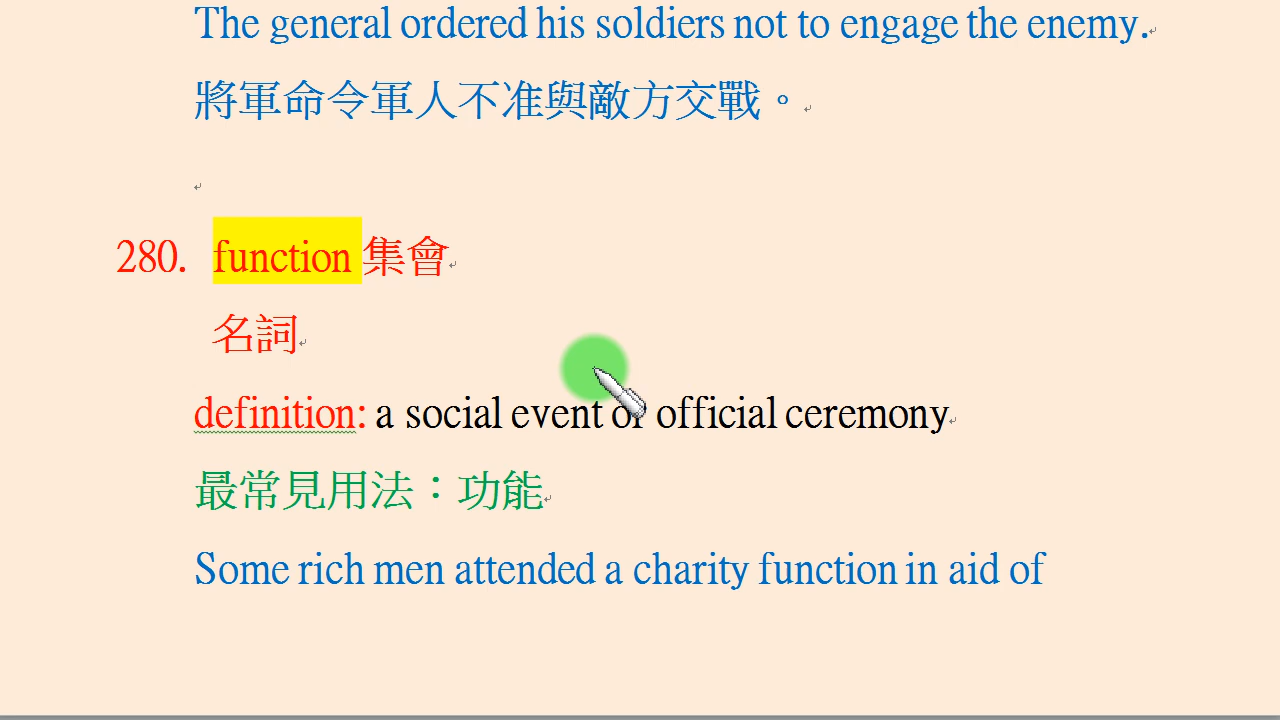 The general ordered his soldiers not to engage the enemy.
將軍命令軍人不准與敵方交戰。
280. function 集會
名詞
definition: a social event or official ceremony
最常見用法：功能
Some rich men attended a charity function in aid of